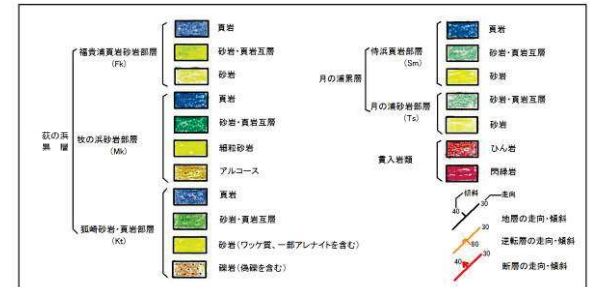 荻の浜累層
福貴浦頁岩砂岩部層
(Fk)
頁岩
砂岩・頁岩互層
砂岩
牧の浜砂岩部層
(Mk)
頁岩
砂岩・頁岩互層
細粒砂岩
アルコース
狐崎砂岩・頁岩部層
(Kt)
頁岩
砂岩・頁岩互層
砂岩(ワッケ質、一部アレナイトを含む)
礫岩(偽礫を含む)
月の浦累層
侍浜頁岩部層
(Sm)
頁岩
砂岩・頁岩互層
砂岩
月の浦砂岩部層
(Ts)
砂岩・頁岩互層
砂岩
貫入岩類
ひん岩
閃緑岩
傾斜
走向
40
30
地層の走向・傾斜
30
60
逆転層の走向・傾斜
40
30
断層の走向・傾斜